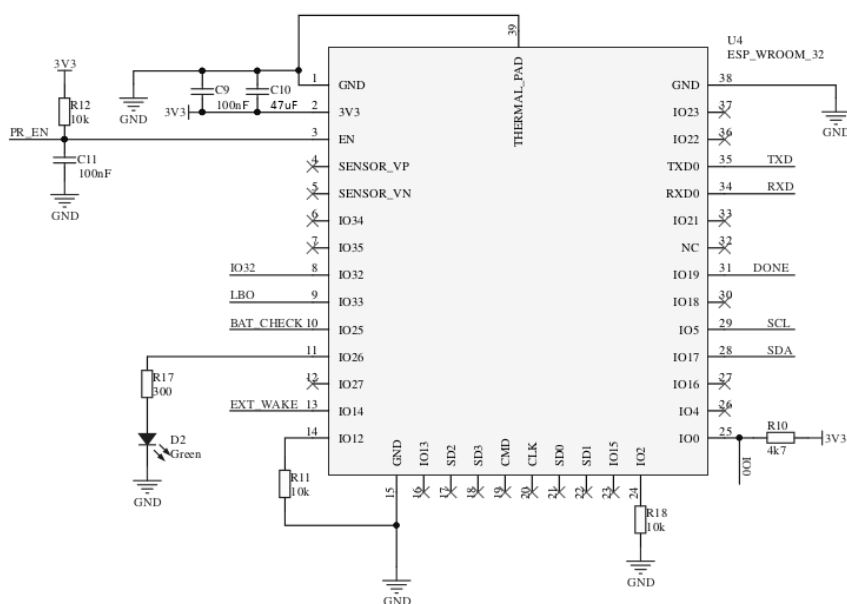 39
U4
ESP_WROOM_32
3V3
R12
10k
PR_EN
C11
100nF
GND
GND
C9
100nF
C10
47uF
3V3
THERMAL_PAD
1 GND
2 3V3
3 EN
4 SENSOR_VP
5 SENSOR_VN
6 IO34
7 IO35
IO32 8 IO32
LBO 9 IO33
BAT_CHECK 10 IO25
11 IO26
12 IO27
EXT_WAKE 13 IO14
14 IO12
R17
300
D2
Green
GND
R11
10k
GND 15
IO13 16
SD2 17
SD3 18
CMD 19
CLK 20
SD0 21
SD1 22
IO15 23
IO2 24
GND
R18
10k
GND
GND 38
GND
IO23 37
IO22 36
TXD0 35 TXD
RXD0 34 RXD
IO21 33
NC 32
IO19 31 DONE
IO18 30
IO5 29 SCL
IO17 28 SDA
IO16 27
IO4 26
IO0 25
R10
4k7
3V3
IO0